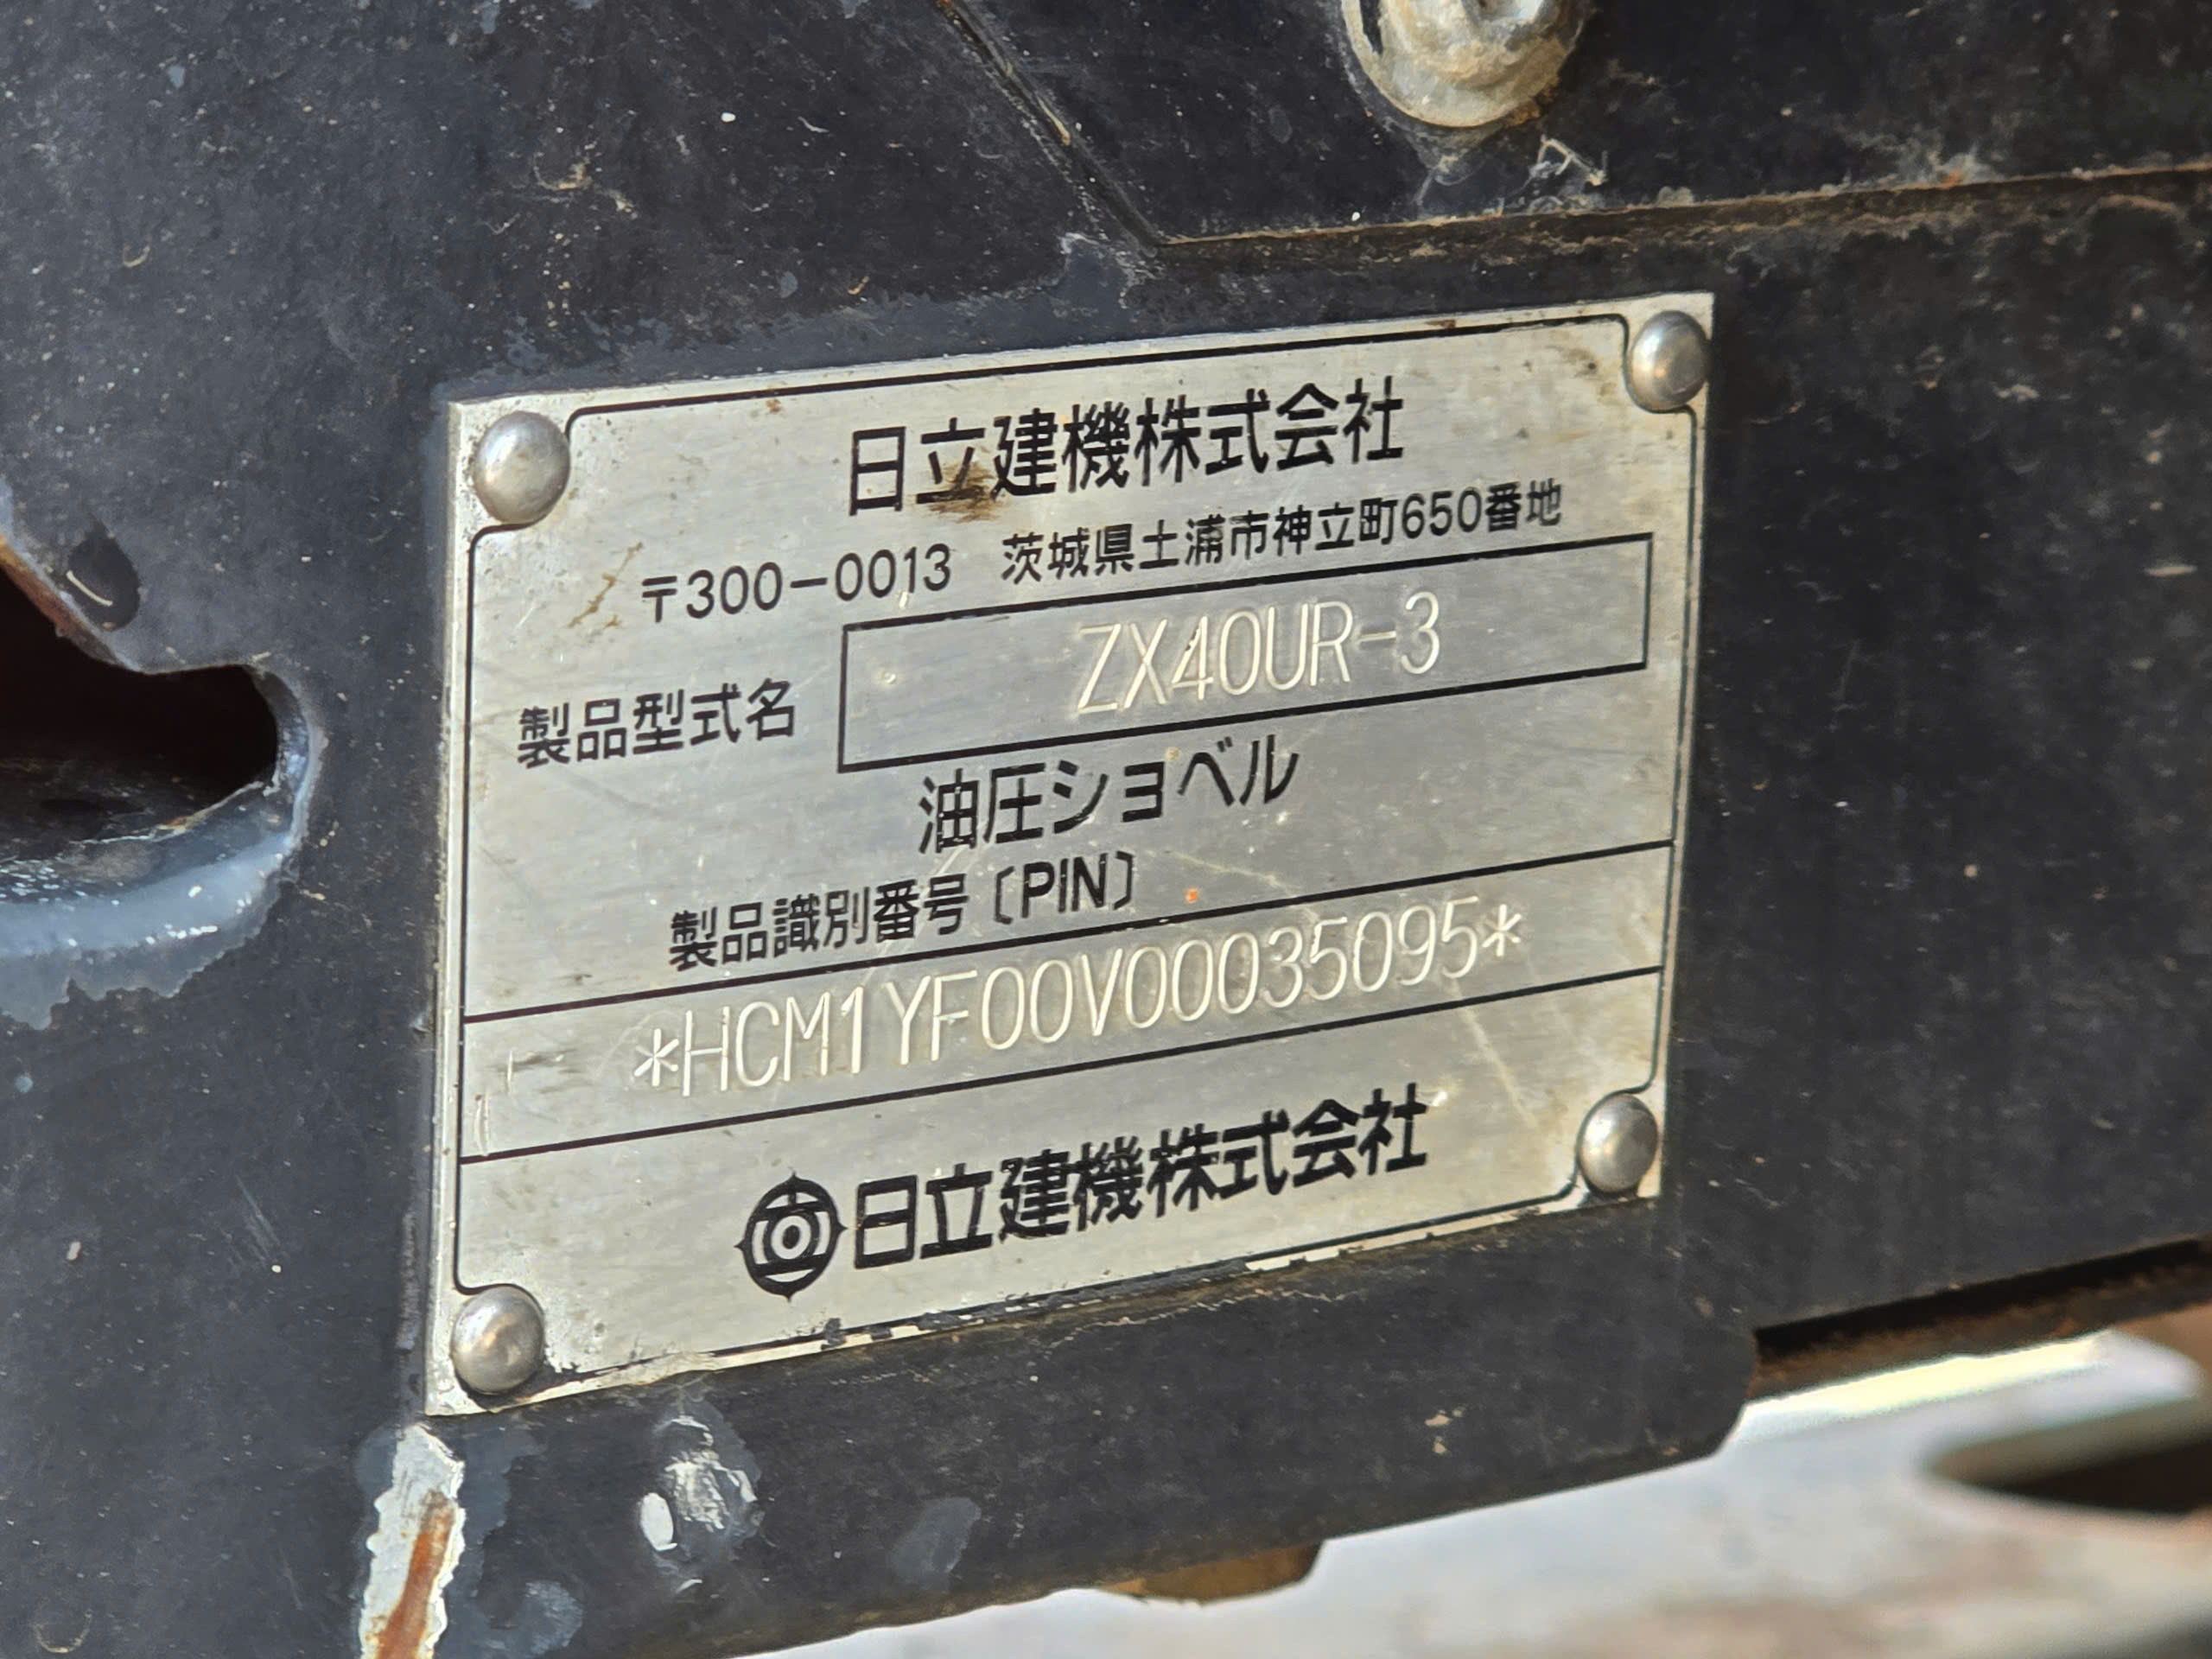 日立建機株式会社
〒300-0013 茨城県土浦市神立町650番地
製品型式名 ZX40UR-3
油圧ショベル
製品識別番号〔PIN〕
*HCM1YF00V00035095*
日立建機株式会社